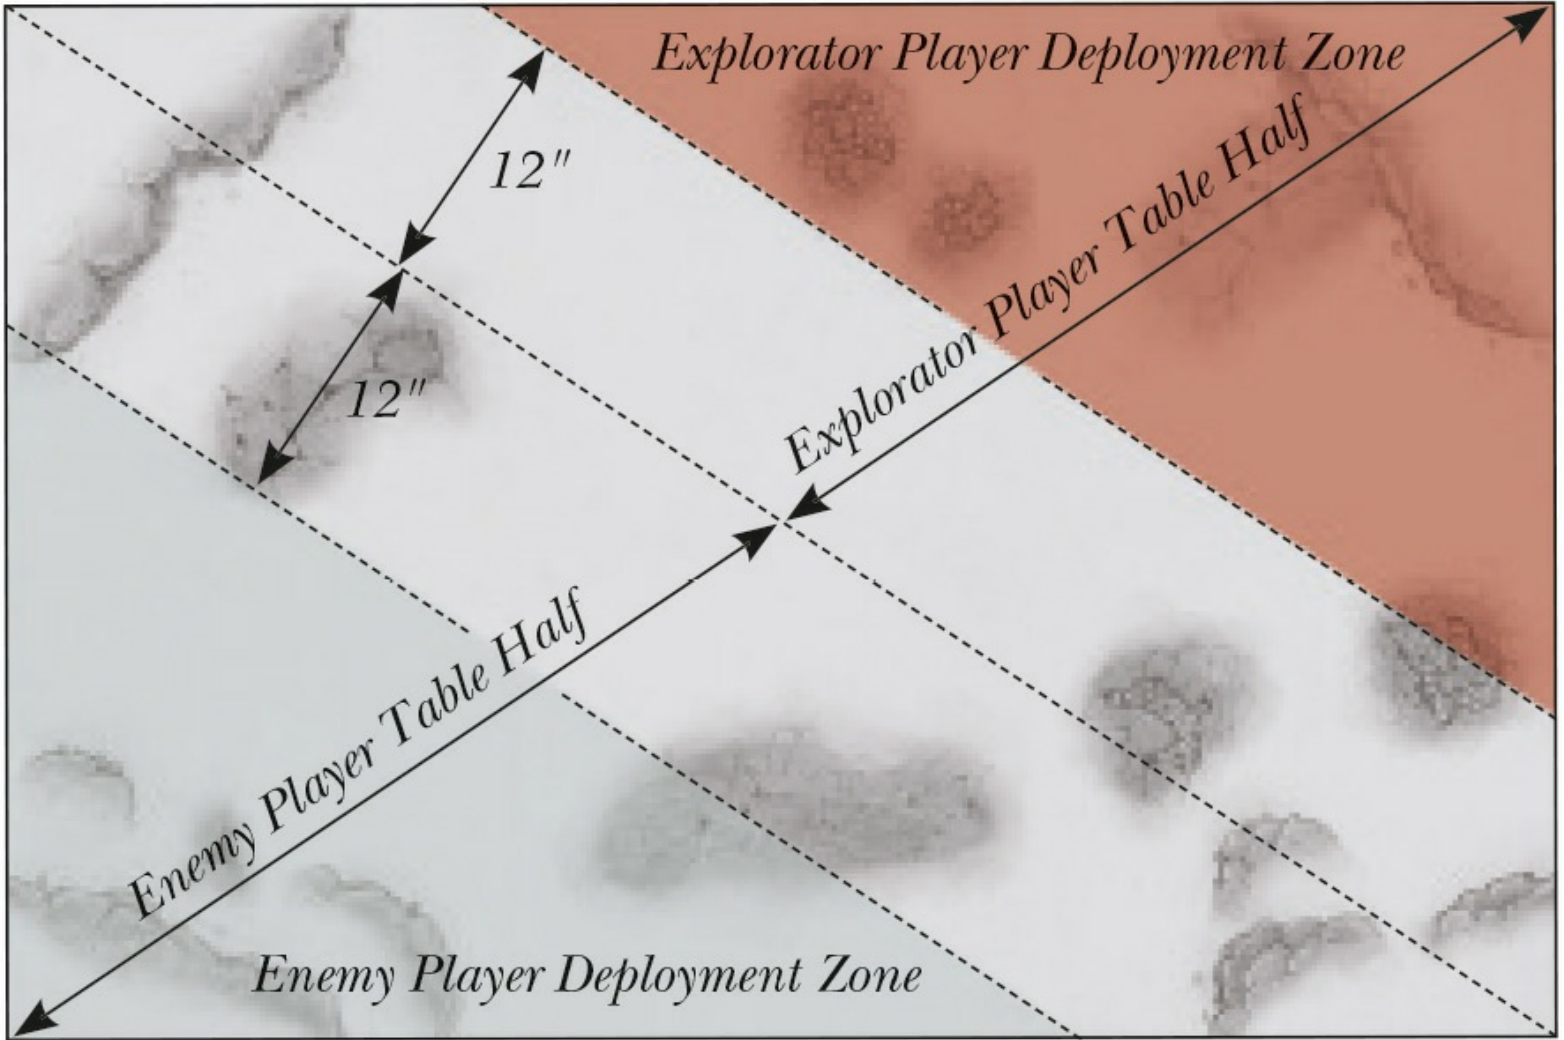 Explorator Player Deployment Zone
12"
Explorator Player Table Half
12"
Enemy Player Table Half
Enemy Player Deployment Zone